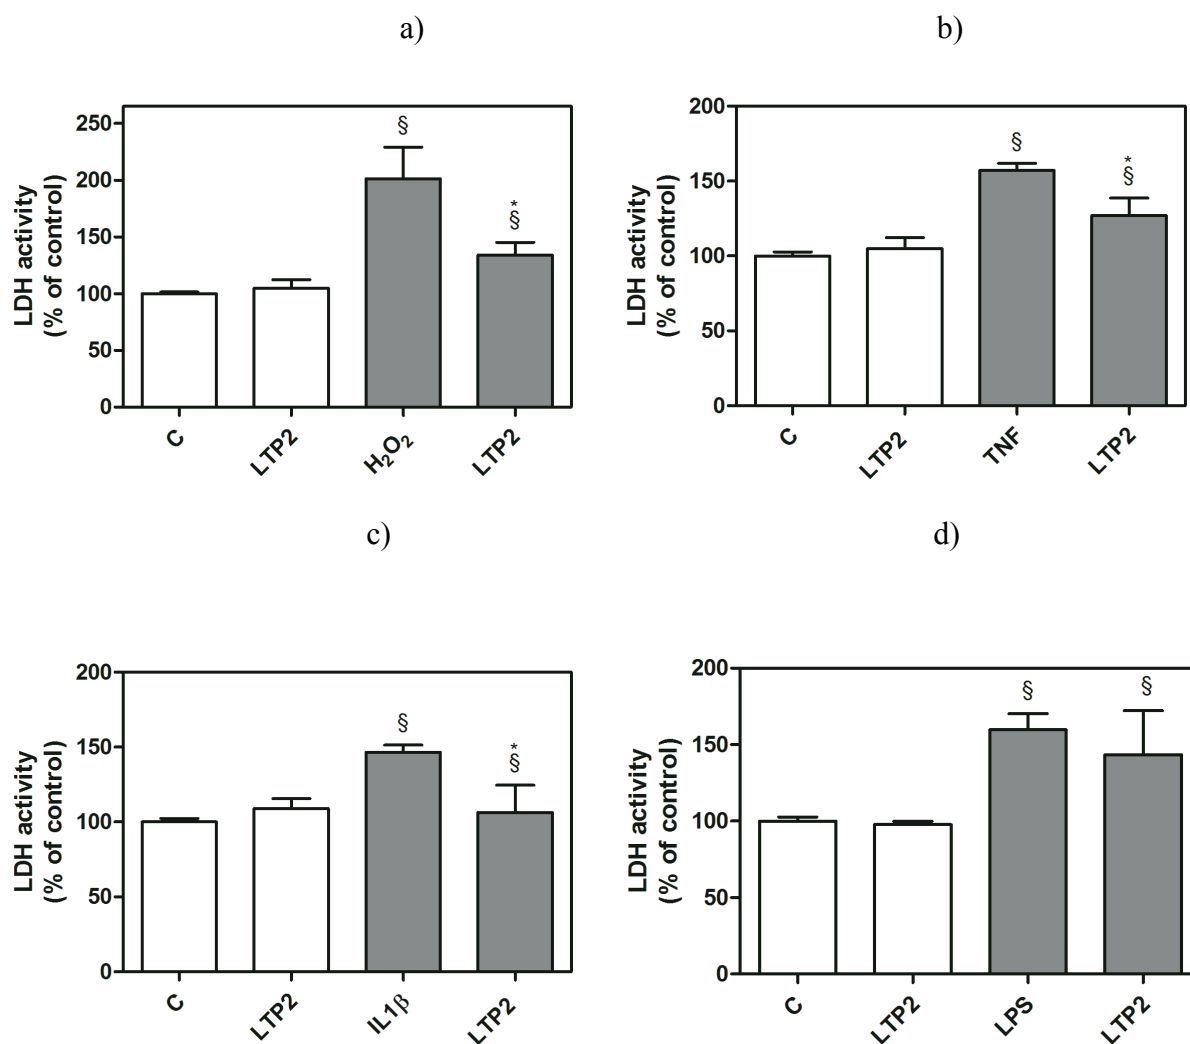 a)
LDH activity
(% of control)
250
200
150
100
50
0
§
*
§
C
LTP2
H₂O₂
LTP2
b)
LDH activity
(% of control)
200
150
100
50
0
§
*
§
C
LTP2
TNF
LTP2
c)
LDH activity
(% of control)
200
150
100
50
0
§
*
§
C
LTP2
IL1β
LTP2
d)
LDH activity
(% of control)
200
150
100
50
0
§
§
C
LTP2
LPS
LTP2